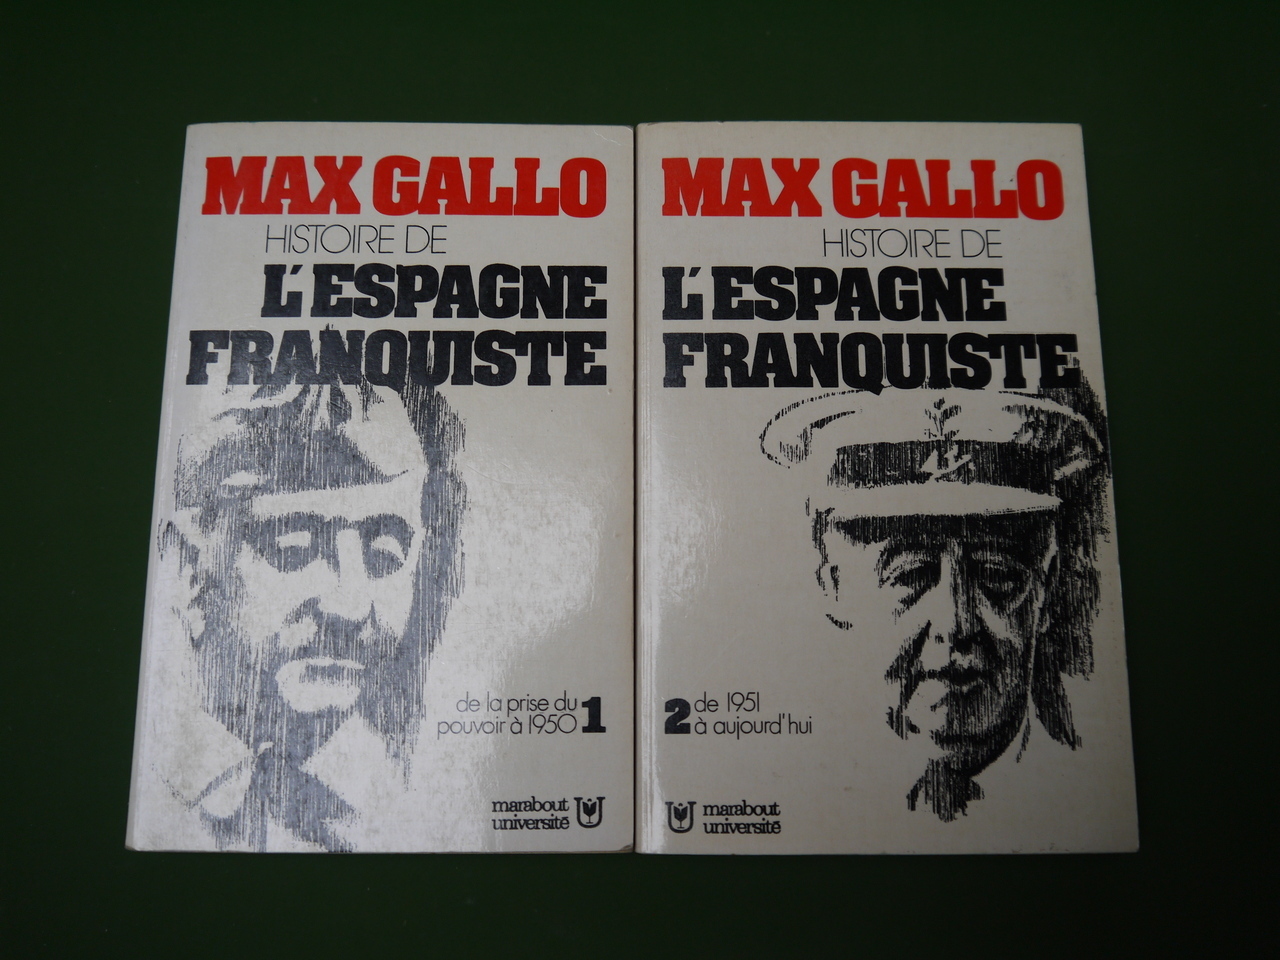 MAX GALLO
HISTOIRE DE
L'ESPAGNE
FRANQUISTE
de la prise du
pouvoir à 1950 1
marabout
université
MAX GALLO
HISTOIRE DE
L'ESPAGNE
FRANQUISTE
2 de 1951
à aujourd'hui
marabout
université